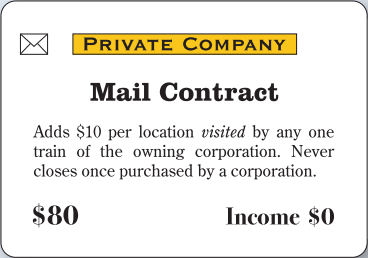 PRIVATE COMPANY
Mail Contract
Adds $10 per location visited by any one
train of the owning corporation. Never
closes once purchased by a corporation.
$80 Income $0